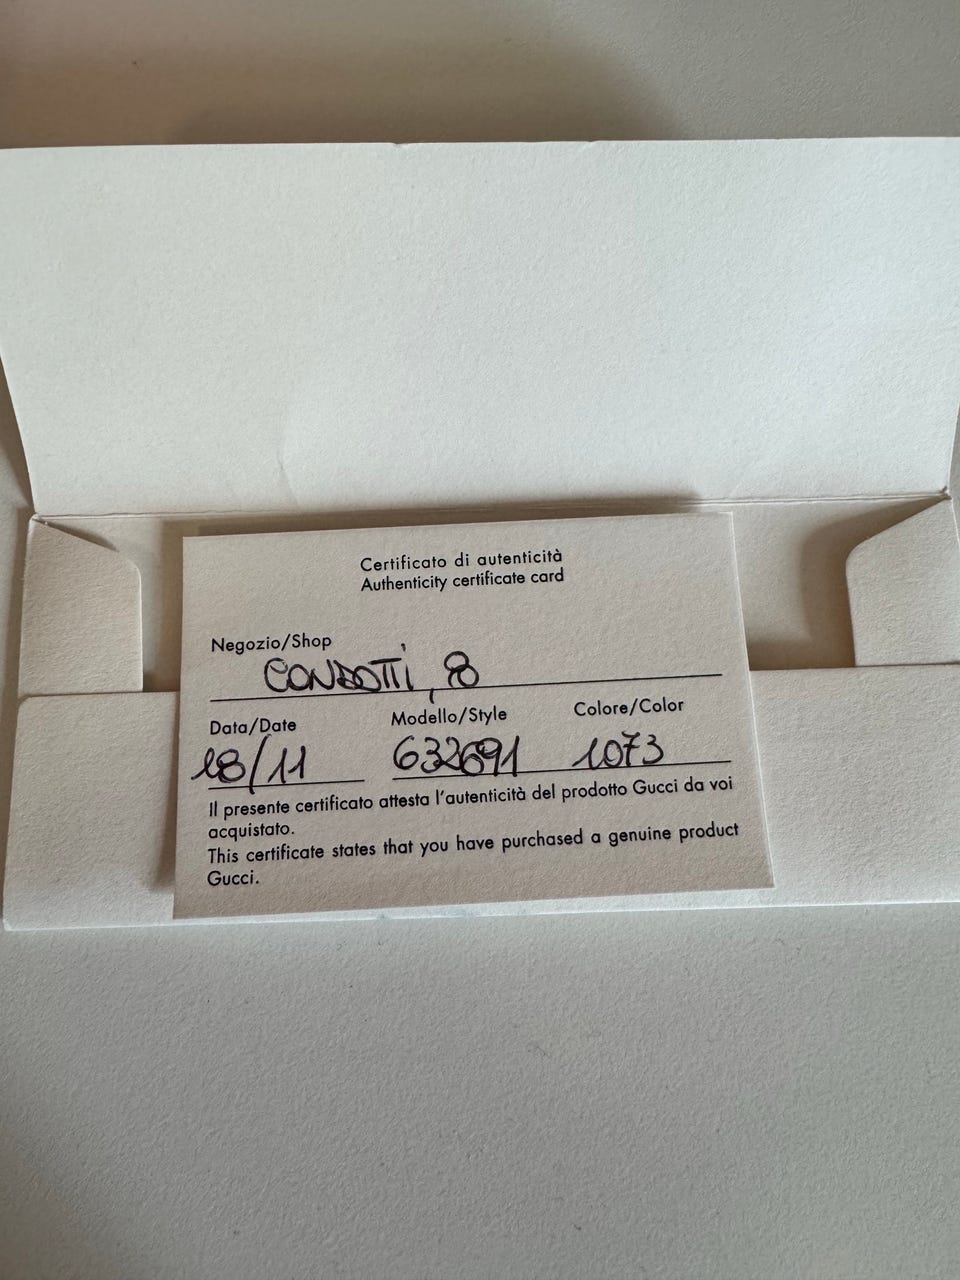 Certificato di autenticità
Authenticity certificate card
Negozio/Shop
CONDOTTI, 8
Data/Date Modello/Style Colore/Color
18/11 632691 1073
Il presente certificato attesta l'autenticità del prodotto Gucci da voi
acquistato.
This certificate states that you have purchased a genuine product
Gucci.